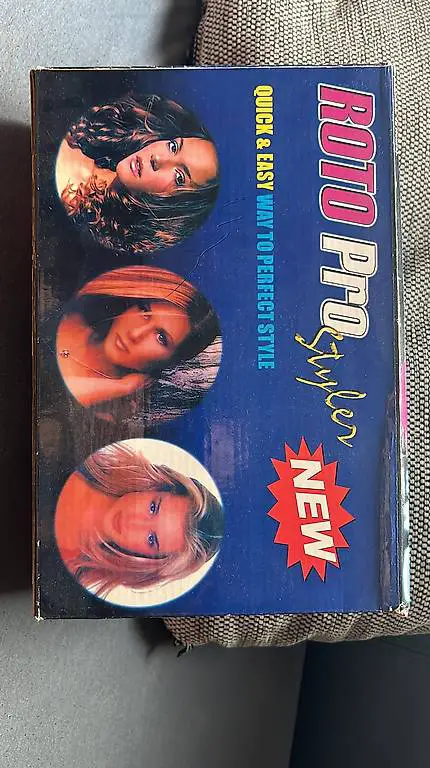 ROTO Pro
Styler
QUICK & EASY WAY TO PERFECT STYLE
NEW